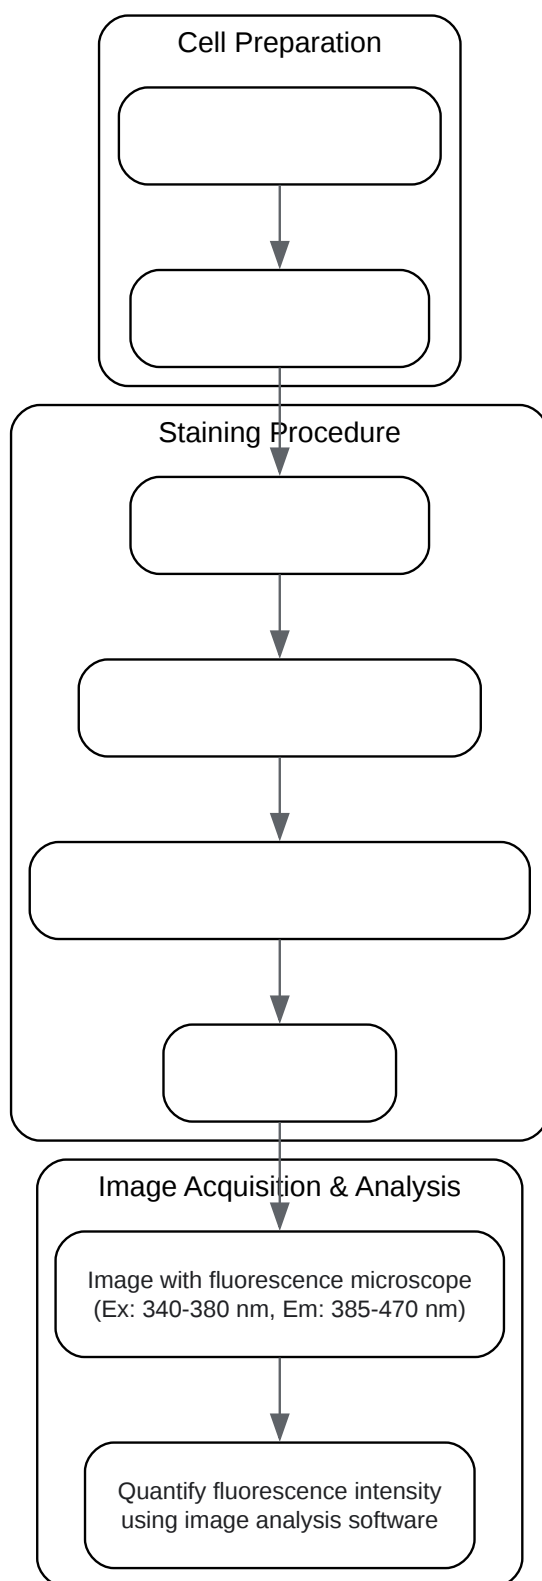 Cell Preparation
Staining Procedure
Image Acquisition & Analysis
Image with fluorescence microscope
(Ex: 340-380 nm, Em: 385-470 nm)
Quantify fluorescence intensity
using image analysis software